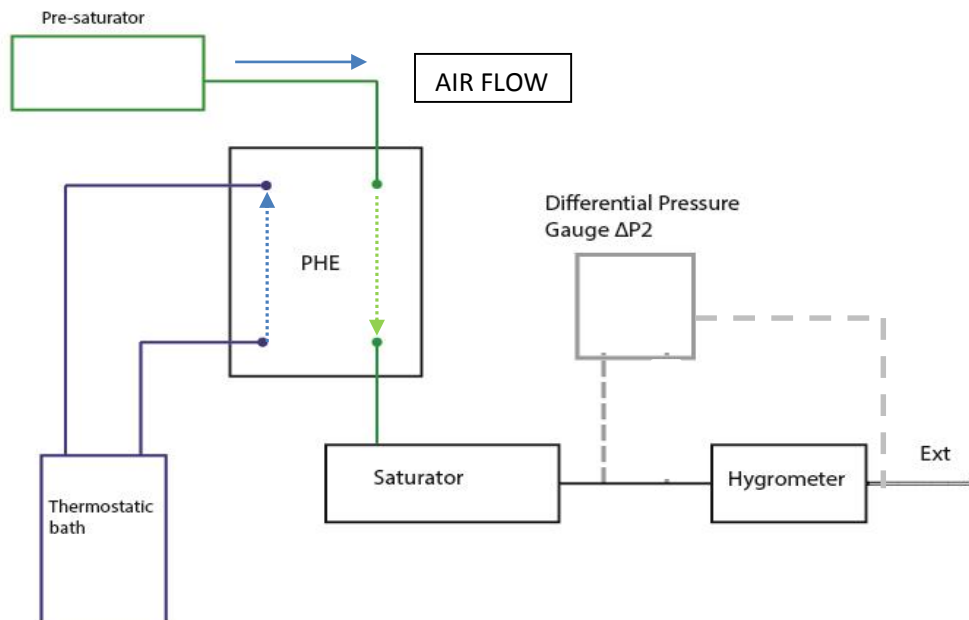 Pre-saturator
AIR FLOW
Differential Pressure
Gauge ΔP2
PHE
Ext
Saturator
Hygrometer
Thermostatic
bath